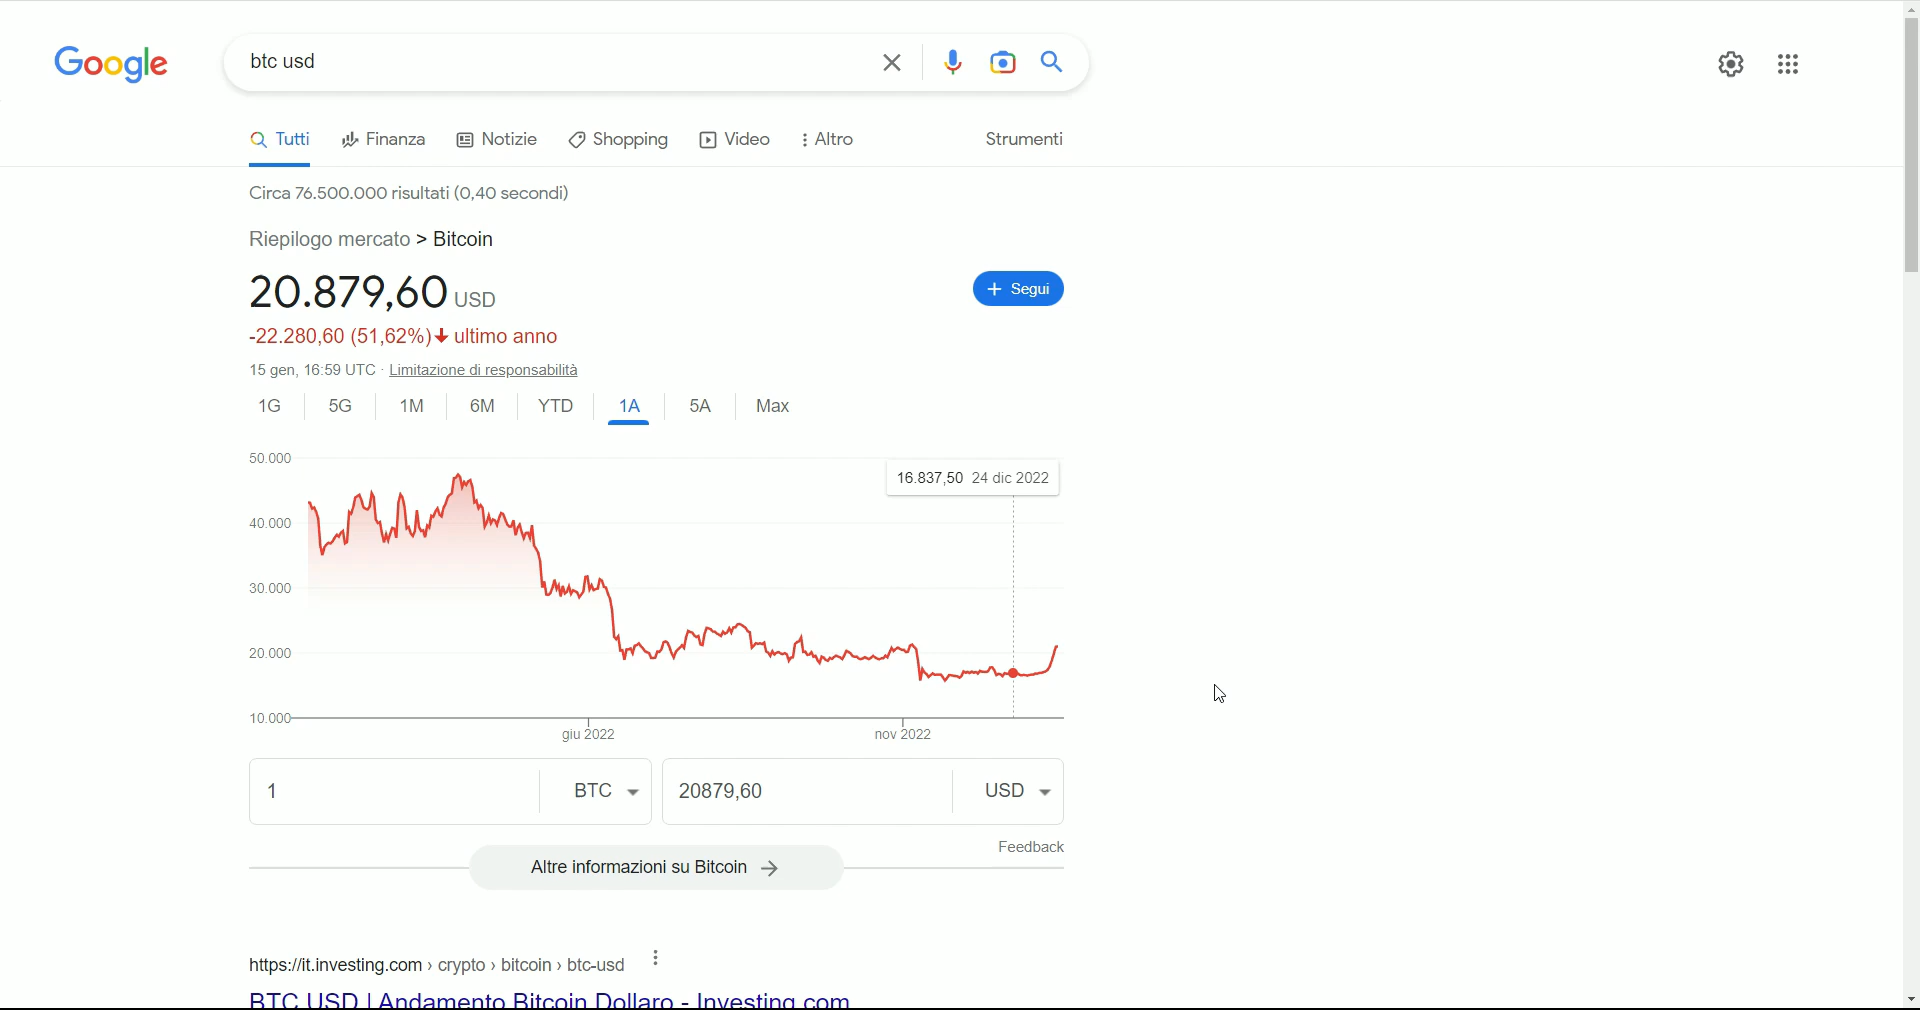 Google
btc usd
Tutti Finanza Notizie Shopping Video Altro Strumenti
Circa 76.500.000 risultati (0,40 secondi)
Riepilogo mercato > Bitcoin
20.879,60 USD
+ Segui
-22.280,60 (51,62%) ultimo anno
15 gen, 16:59 UTC · Limitazione di responsabilità
1G 5G 1M 6M YTD 1A 5A Max
50.000
16.837,50 24 dic 2022
40.000
30.000
20.000
10.000
giu 2022 nov 2022
1 BTC 20879,60 USD
Feedback
Altre informazioni su Bitcoin
https://it.investing.com › crypto › bitcoin › btc-usd
BTC USD | Andamento Bitcoin Dollaro - Investing.com